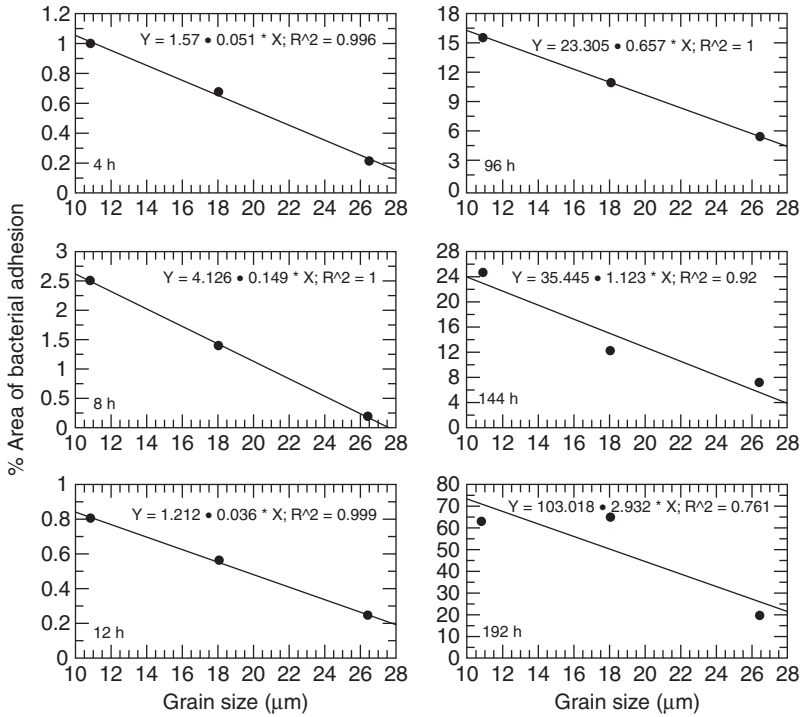 % Area of bacterial adhesion
1.2
1
0.8
0.6
0.4
0.2
0
Y = 1.57 • 0.051 * X; R^2 = 0.996
4 h
10 12 14 16 18 20 22 24 26 28
18
15
12
9
6
3
0
Y = 23.305 • 0.657 * X; R^2 = 1
96 h
10 12 14 16 18 20 22 24 26 28
3
2.5
2
1.5
1
0.5
0
Y = 4.126 • 0.149 * X; R^2 = 1
8 h
10 12 14 16 18 20 22 24 26 28
28
24
20
16
12
8
4
0
Y = 35.445 • 1.123 * X; R^2 = 0.92
144 h
10 12 14 16 18 20 22 24 26 28
1
0.8
0.6
0.4
0.2
0
Y = 1.212 • 0.036 * X; R^2 = 0.999
12 h
10 12 14 16 18 20 22 24 26 28
Grain size (μm)
80
70
60
50
40
30
20
10
0
Y = 103.018 • 2.932 * X; R^2 = 0.761
192 h
10 12 14 16 18 20 22 24 26 28
Grain size (μm)